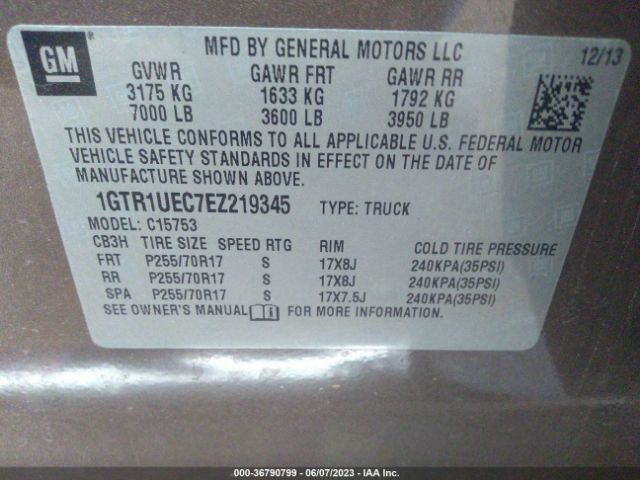 GM
MFD BY GENERAL MOTORS LLC 12/13
GVWR GAWR FRT GAWR RR
3175 KG 1633 KG 1792 KG
7000 LB 3600 LB 3950 LB
THIS VEHICLE CONFORMS TO ALL APPLICABLE U.S. FEDERAL MOTOR
VEHICLE SAFETY STANDARDS IN EFFECT ON THE DATE OF
MANUFACTURE SHOWN ABOVE.
1GTR1UEC7EZ219345 TYPE: TRUCK
MODEL: C15753
CB3H TIRE SIZE SPEED RTG RIM COLD TIRE PRESSURE
FRT P255/70R17 S 17X8J 240KPA(35PSI)
RR P255/70R17 S 17X8J 240KPA(35PSI)
SPA P255/70R17 S 17X7.5J 240KPA(35PSI)
SEE OWNER'S MANUAL FOR MORE INFORMATION.
000-36790799 - 06/07/2023 - IAA Inc.